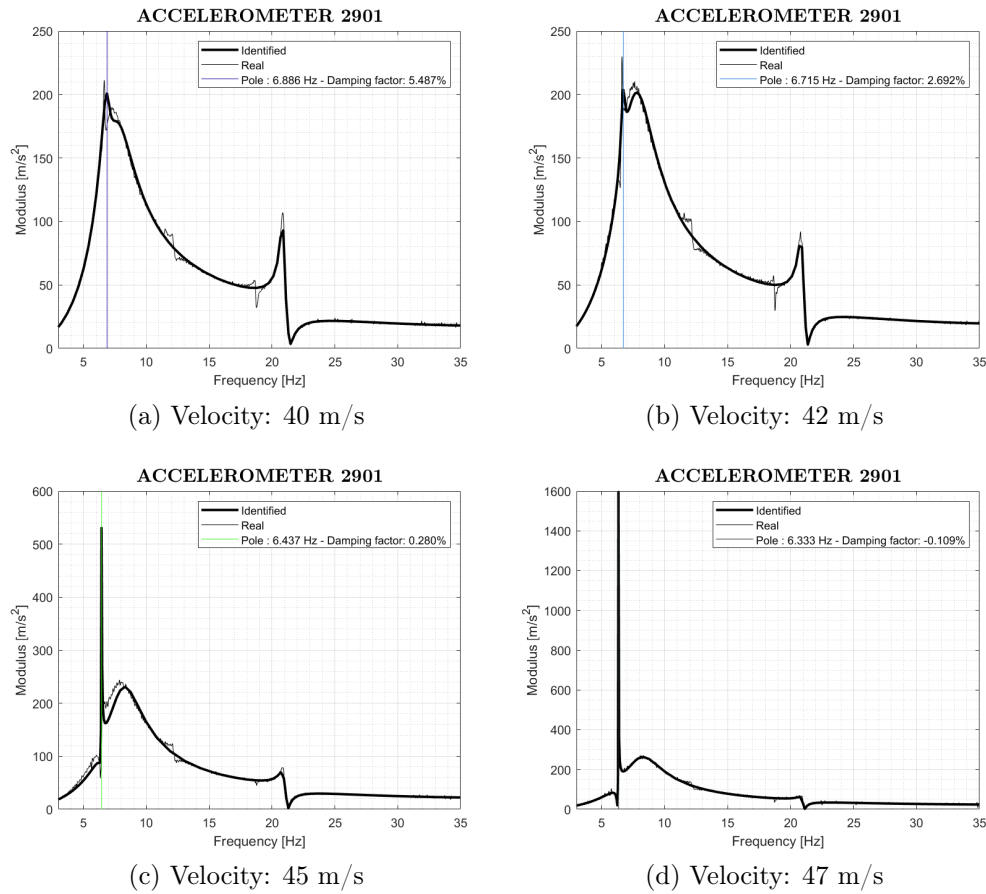 ACCELEROMETER 2901
250
200
150
100
50
0
Modulus [m/s²]
Identified
Real
Pole : 6.886 Hz - Damping factor: 5.487%
5 10 15 20 25 30 35
Frequency [Hz]
(a) Velocity: 40 m/s
ACCELEROMETER 2901
250
200
150
100
50
0
Modulus [m/s²]
Identified
Real
Pole : 6.715 Hz - Damping factor: 2.692%
5 10 15 20 25 30 35
Frequency [Hz]
(b) Velocity: 42 m/s
ACCELEROMETER 2901
600
500
400
300
200
100
0
Modulus [m/s²]
Identified
Real
Pole : 6.437 Hz - Damping factor: 0.280%
5 10 15 20 25 30 35
Frequency [Hz]
(c) Velocity: 45 m/s
ACCELEROMETER 2901
1600
1400
1200
1000
800
600
400
200
0
Modulus [m/s²]
Identified
Real
Pole : 6.333 Hz - Damping factor: -0.109%
5 10 15 20 25 30 35
Frequency [Hz]
(d) Velocity: 47 m/s